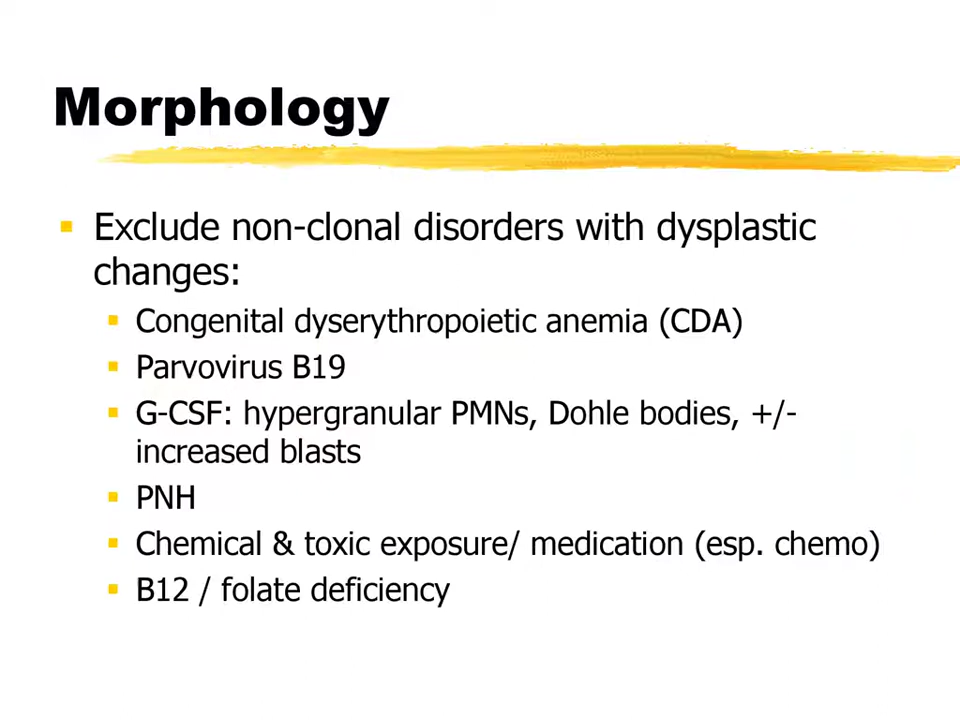 Morphology
Exclude non-clonal disorders with dysplastic
changes:
Congenital dyserythropoietic anemia (CDA)
Parvovirus B19
G-CSF: hypergranular PMNs, Dohle bodies, +/-
increased blasts
PNH
Chemical & toxic exposure/ medication (esp. chemo)
B12 / folate deficiency